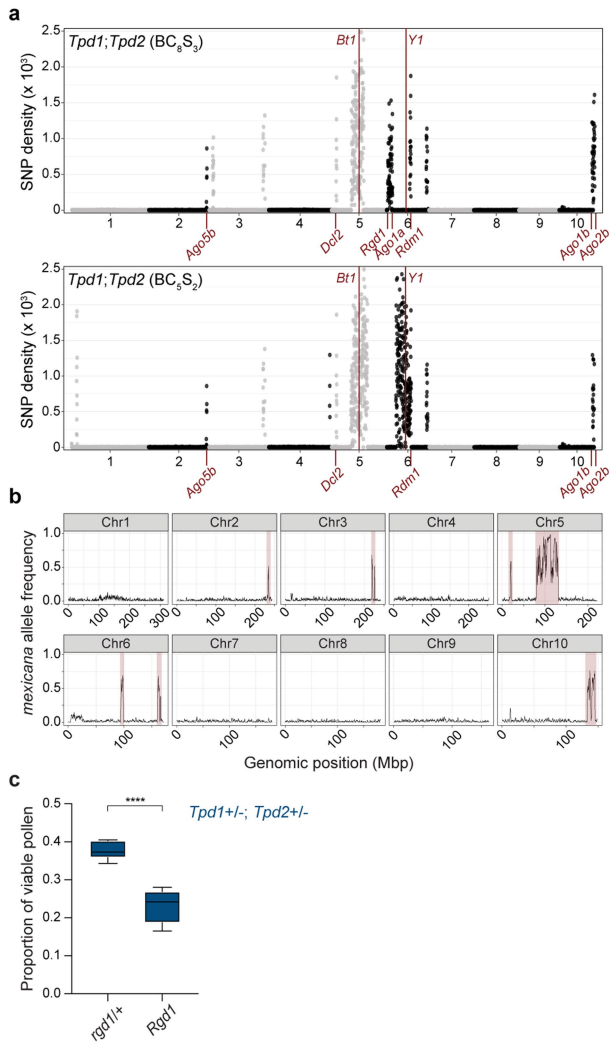 a
Tpd1;Tpd2 (BC8S3)
Bt1
Y1
SNP density (x 10³)
2.5
2.0
1.5
1.0
0.5
0
1 2 3 4 5 6 7 8 9 10
Ago5b
Dcl2
Rgd1
Ago1a
Rdm1
Ago1b
Ago2b
Tpd1;Tpd2 (BC5S2)
Bt1
Y1
SNP density (x 10³)
2.5
2.0
1.5
1.0
0.5
0
1 2 3 4 5 6 7 8 9 10
Ago5b
Dcl2
Rdm1
Ago1b
Ago2b
b
mexicana allele frequency
Chr1 Chr2 Chr3 Chr4 Chr5
1.0
0.5
0.0
0 100 200 300
0 100 200
0 100 200
0 100 200
0 100 200
Chr6 Chr7 Chr8 Chr9 Chr10
1.0
0.5
0
0 100
0 100
0 100
0 100
0 100
Genomic position (Mbp)
c
Tpd1+/-; Tpd2+/-
****
Proportion of viable pollen
0.5
0.4
0.3
0.2
0.1
0.0
rgd1/+
Rgd1